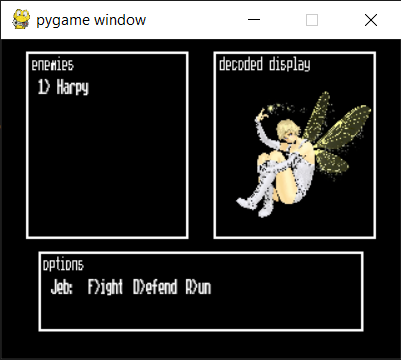 pygame window
enemies
1> Harpy
decoded display
options
Jeb: F>ight D>efend R>un